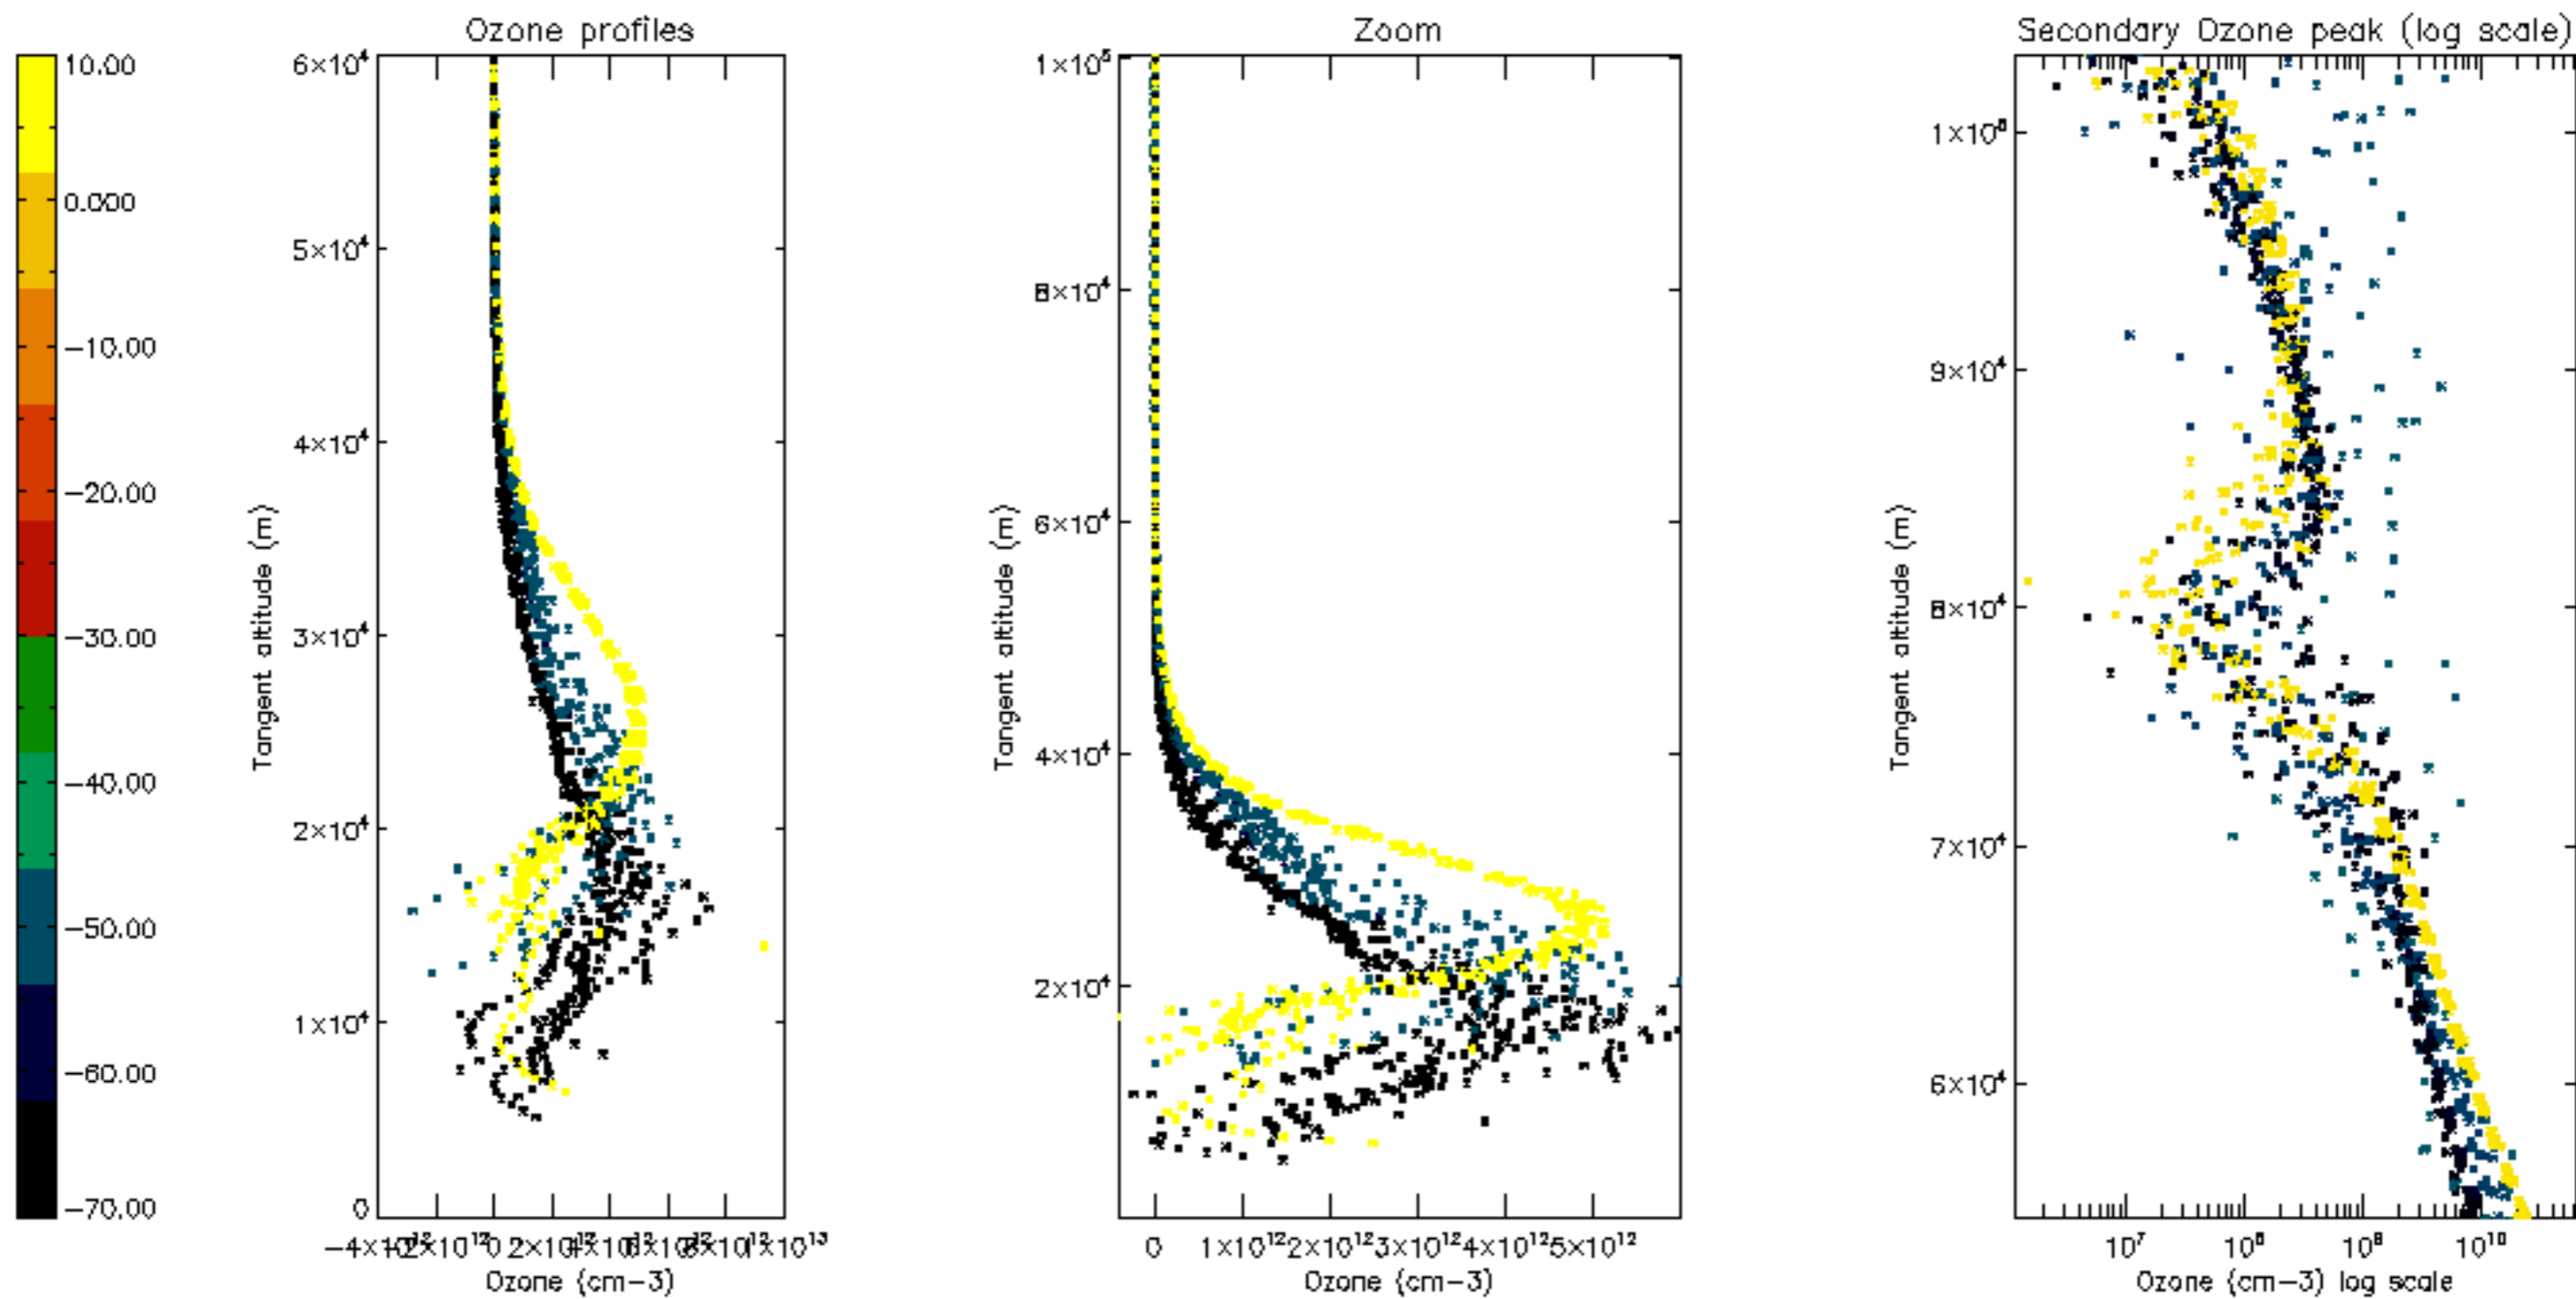 Ozone profiles
Zoom
Secondary Ozone peak (log scale)
10.00
0.000
−10.00
−20.00
−30.00
−40.00
−50.00
−60.00
−70.00
Tangent altitude (m)
6×10⁴
5×10⁴
4×10⁴
3×10⁴
2×10⁴
1×10⁴
0
0
1×10¹³
Ozone (cm−3)
Tangent altitude (m)
1×10⁵
8×10⁴
6×10⁴
4×10⁴
2×10⁴
0 1×10¹² 2×10¹² 3×10¹² 4×10¹² 5×10¹²
Ozone (cm−3)
Tangent altitude (m)
9×10⁴
8×10⁴
7×10⁴
6×10⁴
10⁷ 10⁸ 10⁹ 10¹⁰
Ozone (cm−3) log scale